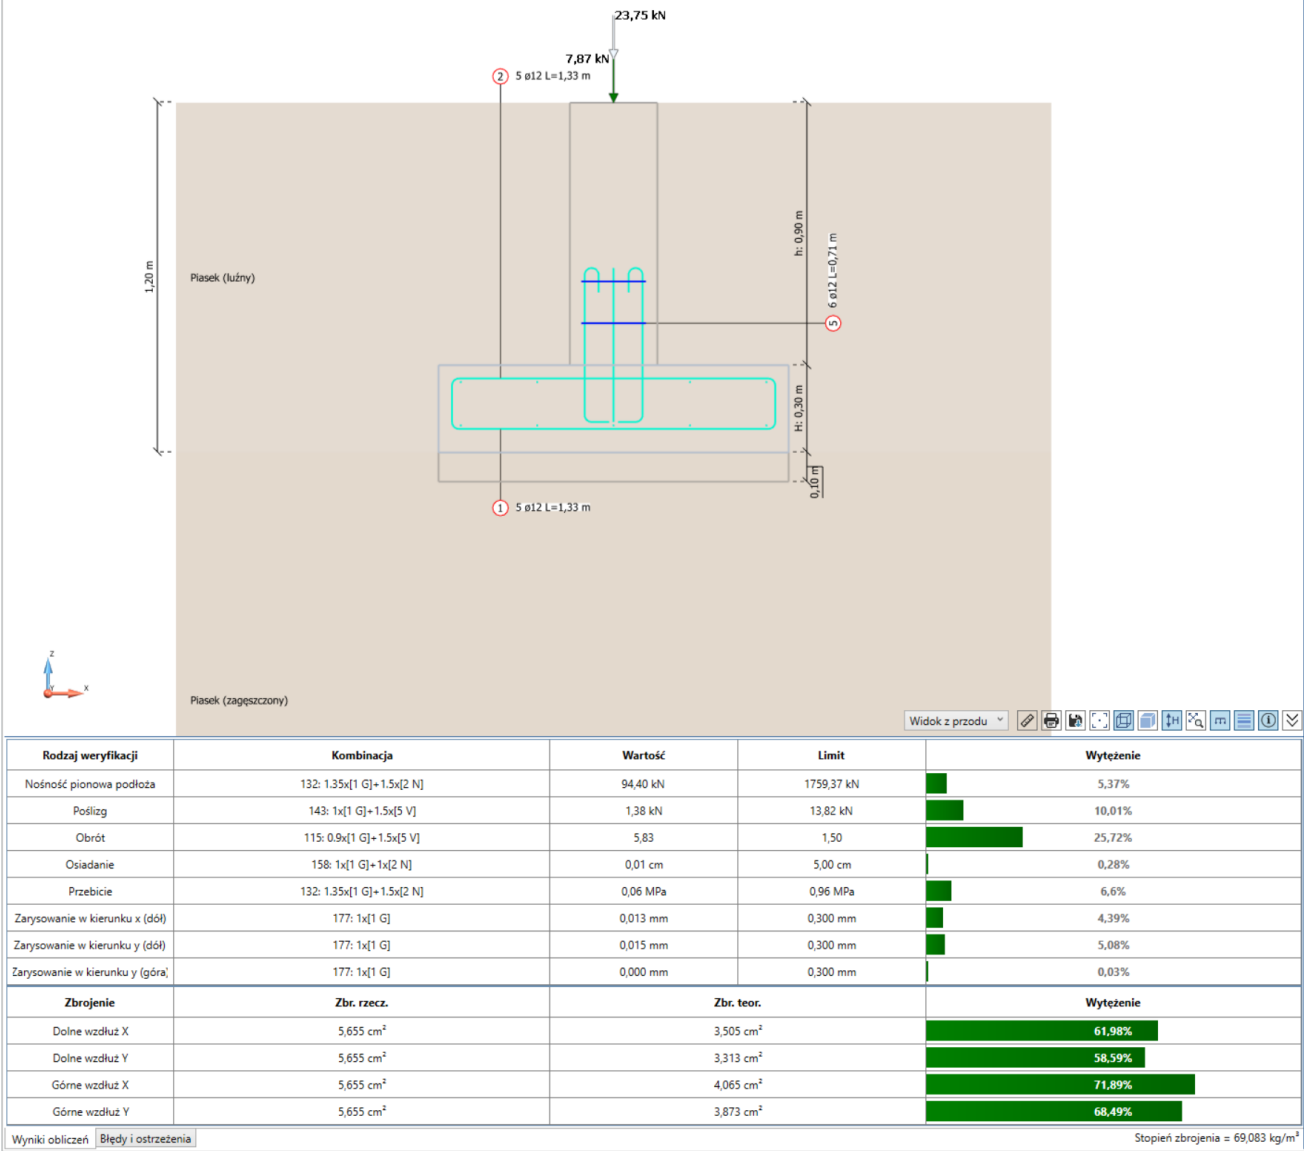 23,75 kN
7,87 kN
2 5 ø12 L=1,33 m
1,20 m
h: 0,90 m
6 ø12 L=0,71 m
Piasek (luźny)
5
H: 0,30 m
0,10 m
1 5 ø12 L=1,33 m
Z
Y
X
Piasek (zagęszczony)
Widok z przodu
Rodzaj weryfikacji Kombinacja Wartość Limit Wytężenie
Nośność pionowa podłoża 132: 1.35x[1 G]+1.5x[2 N] 94,40 kN 1759,37 kN 5,37%
Poślizg 143: 1x[1 G]+1.5x[5 V] 1,38 kN 13,82 kN 10,01%
Obrót 115: 0.9x[1 G]+1.5x[5 V] 5,83 1,50 25,72%
Osiadanie 158: 1x[1 G]+1x[2 N] 0,01 cm 5,00 cm 0,28%
Przebicie 132: 1.35x[1 G]+1.5x[2 N] 0,06 MPa 0,96 MPa 6,6%
Zarysowanie w kierunku x (dół) 177: 1x[1 G] 0,013 mm 0,300 mm 4,39%
Zarysowanie w kierunku y (dół) 177: 1x[1 G] 0,015 mm 0,300 mm 5,08%
Zarysowanie w kierunku y (góra) 177: 1x[1 G] 0,000 mm 0,300 mm 0,03%
Zbrojenie Zbr. rzecz. Zbr. teor. Wytężenie
Dolne wzdłuż X 5,655 cm² 3,505 cm² 61,98%
Dolne wzdłuż Y 5,655 cm² 3,313 cm² 58,59%
Górne wzdłuż X 5,655 cm² 4,065 cm² 71,89%
Górne wzdłuż Y 5,655 cm² 3,873 cm² 68,49%
Wyniki obliczeń Błędy i ostrzeżenia Stopień zbrojenia = 69,083 kg/m³